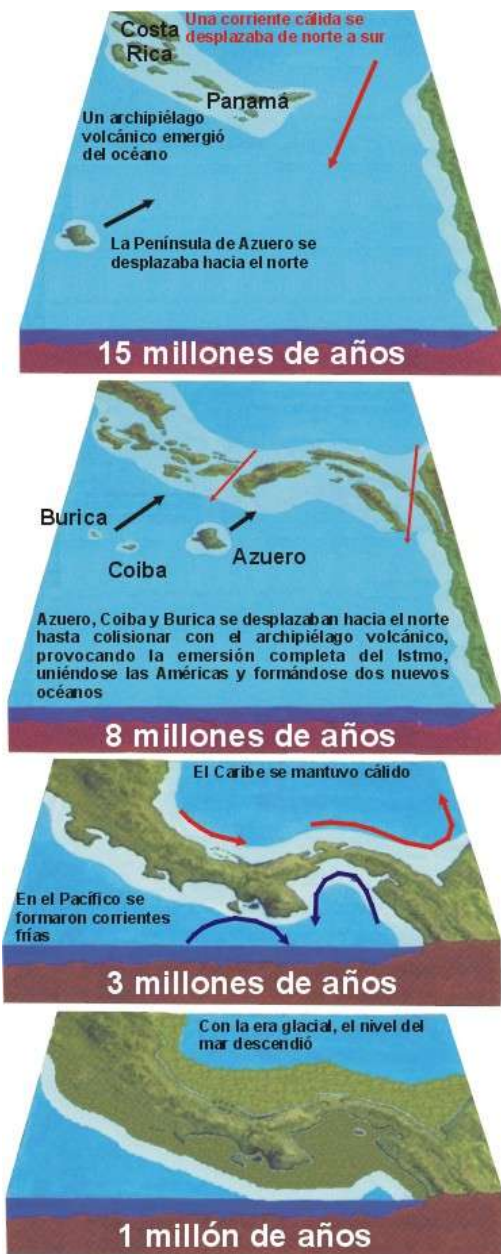 Costa
Rica
Una corriente cálida se
desplazaba de norte a sur
Panamá
Un archipiélago
volcánico emergió
del océano
La Península de Azuero se
desplazaba hacia el norte
15 millones de años
Burica
Coiba
Azuero
Azuero, Coiba y Burica se desplazaban hacia el norte
hasta colisionar con el archipiélago volcánico,
provocando la emersión completa del Istmo,
uniéndose las Américas y formándose dos nuevos
océanos
8 millones de años
El Caribe se mantuvo cálido
En el Pacífico se
formaron corrientes
frías
3 millones de años
Con la era glacial, el nivel del
mar descendió
1 millón de años